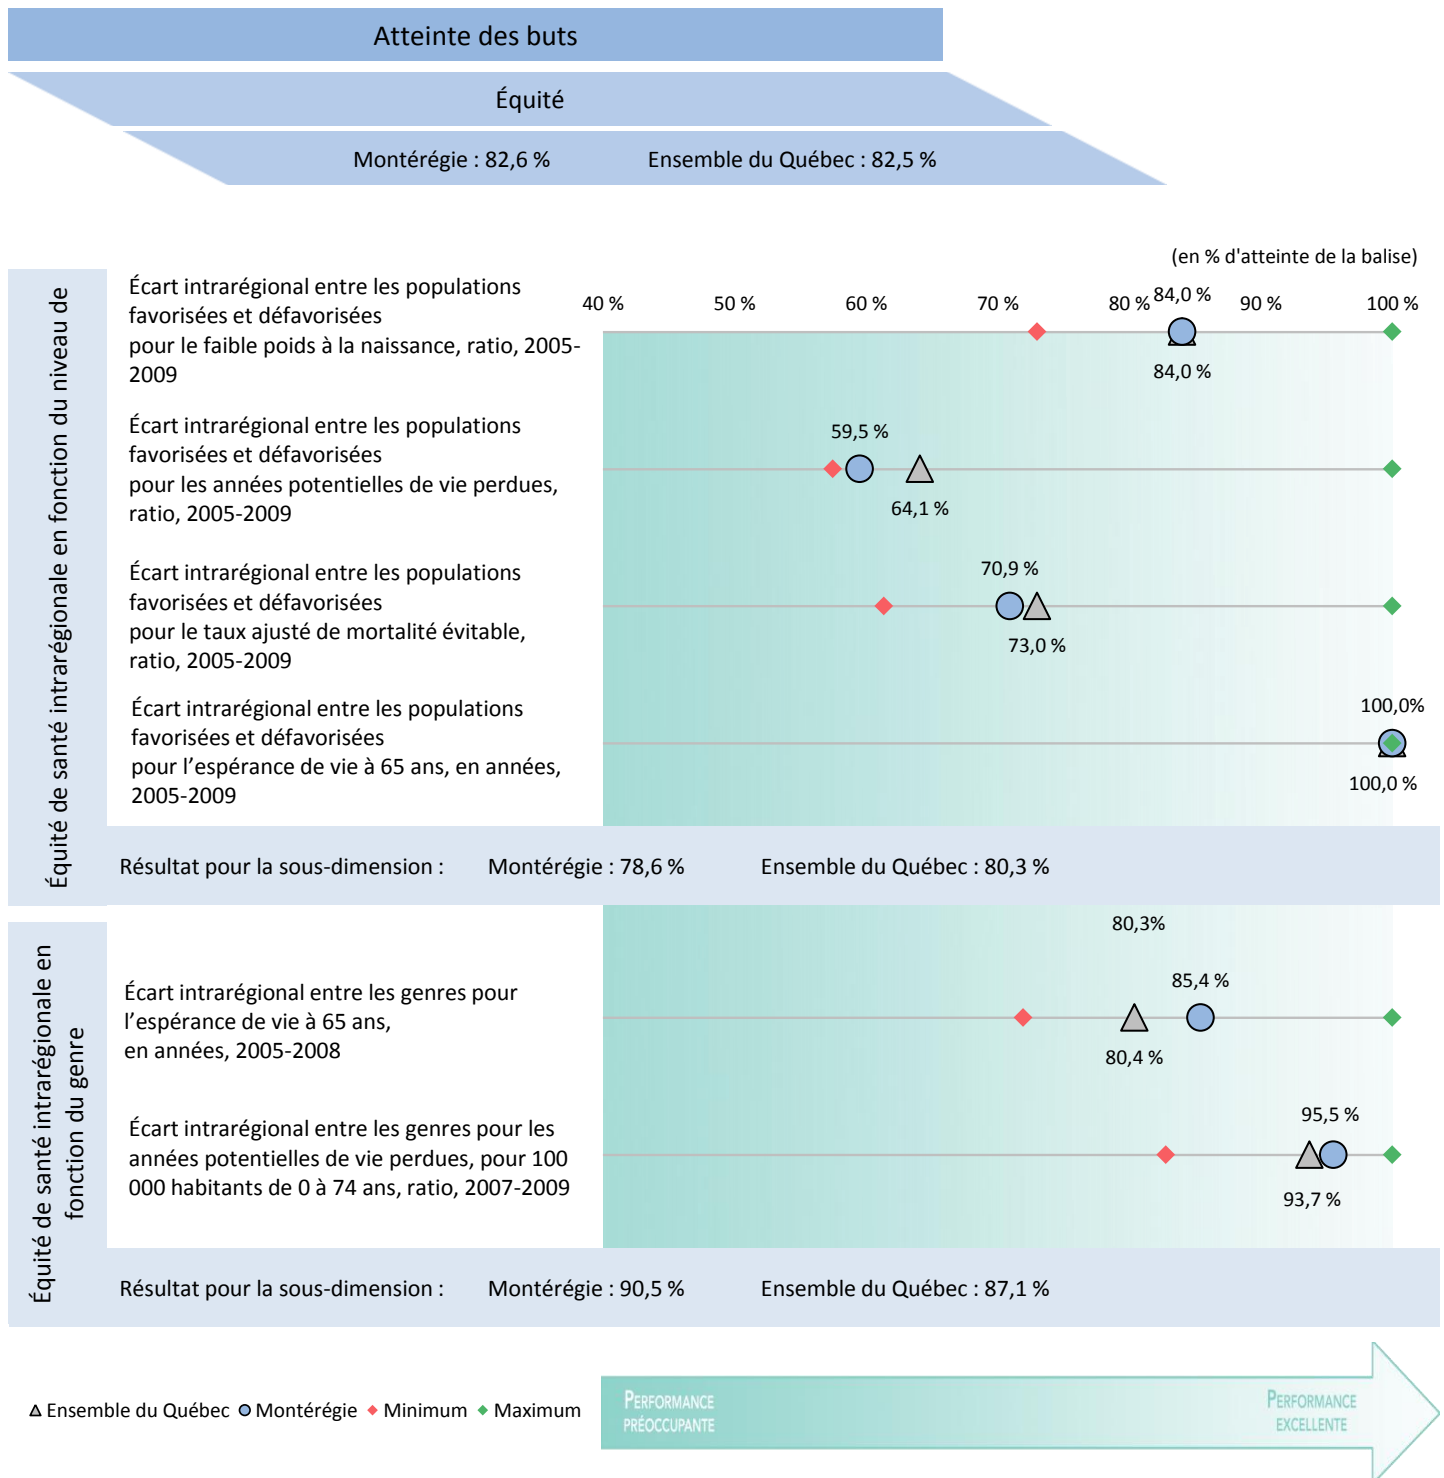 Atteinte des buts
Équité
Montérégie : 82,6 % Ensemble du Québec : 82,5 %
(en % d'atteinte de la balise)
40 % 50 % 60 % 70 % 80 % 90 % 100 %
Équité de santé intrarégionale en fonction du niveau de
Écart intrarégional entre les populations
favorisées et défavorisées
pour le faible poids à la naissance, ratio, 2005-
2009
84,0 %
84,0 %
Écart intrarégional entre les populations
favorisées et défavorisées
pour les années potentielles de vie perdues,
ratio, 2005-2009
59,5 %
64,1 %
Écart intrarégional entre les populations
favorisées et défavorisées
pour le taux ajusté de mortalité évitable,
ratio, 2005-2009
70,9 %
73,0 %
Écart intrarégional entre les populations
favorisées et défavorisées
pour l’espérance de vie à 65 ans, en années,
2005-2009
100,0%
100,0 %
Résultat pour la sous-dimension : Montérégie : 78,6 % Ensemble du Québec : 80,3 %
Équité de santé intrarégionale en
fonction du genre
80,3%
Écart intrarégional entre les genres pour
l’espérance de vie à 65 ans,
en années, 2005-2008
85,4 %
80,4 %
Écart intrarégional entre les genres pour les
années potentielles de vie perdues, pour 100
000 habitants de 0 à 74 ans, ratio, 2007-2009
95,5 %
93,7 %
Résultat pour la sous-dimension : Montérégie : 90,5 % Ensemble du Québec : 87,1 %
Ensemble du Québec Montérégie Minimum Maximum
PERFORMANCE
PRÉOCCUPANTE
PERFORMANCE
EXCELLENTE